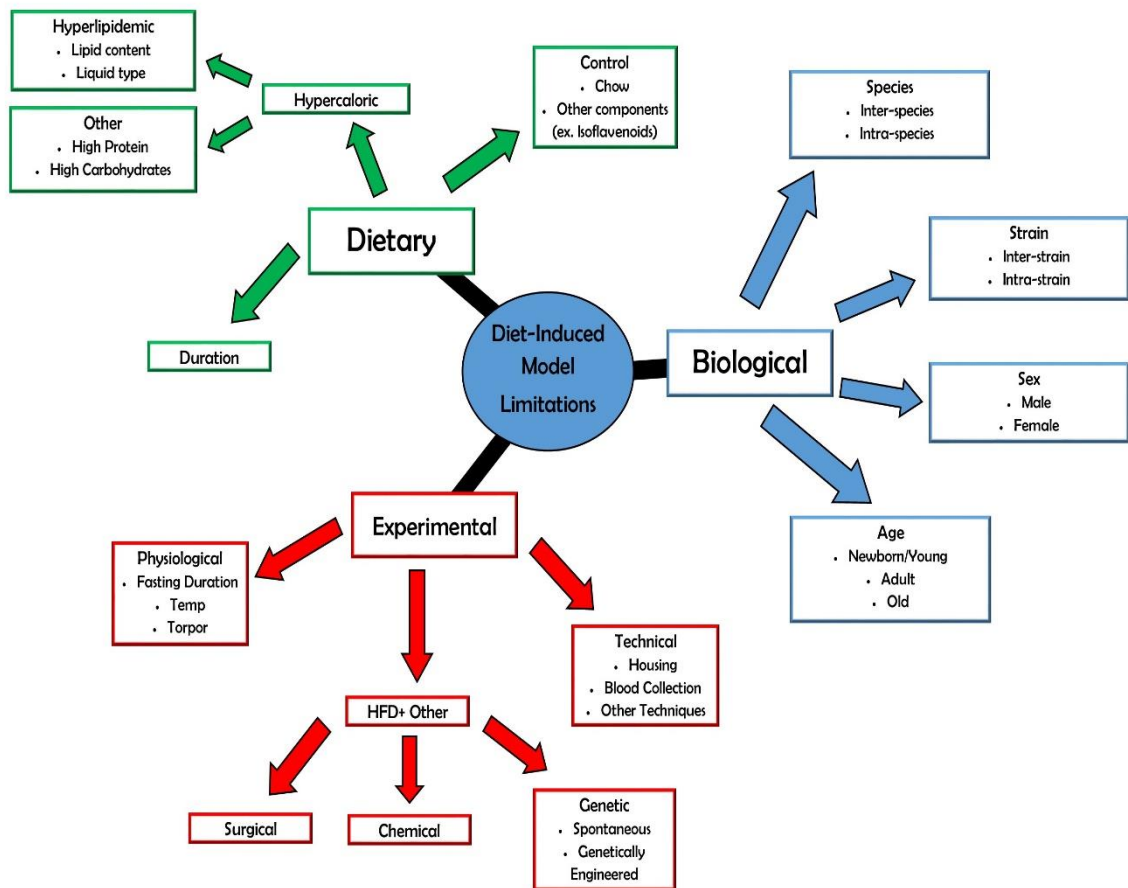 Hyperlipidemic
• Lipid content
• Liquid type
Other
• High Protein
• High Carbohydrates
Hypercaloric
Control
• Chow
• Other components
(ex. Isoflavenoids)
Dietary
Duration
Diet-Induced
Model
Limitations
Biological
Species
• Inter-species
• Intra-species
Strain
• Inter-strain
• Intra-strain
Sex
• Male
• Female
Age
• Newborn/Young
• Adult
• Old
Experimental
Physiological
• Fasting Duration
• Temp
• Torpor
Technical
• Housing
• Blood Collection
• Other Techniques
HFD+ Other
Surgical
Chemical
Genetic
• Spontaneous
• Genetically
Engineered